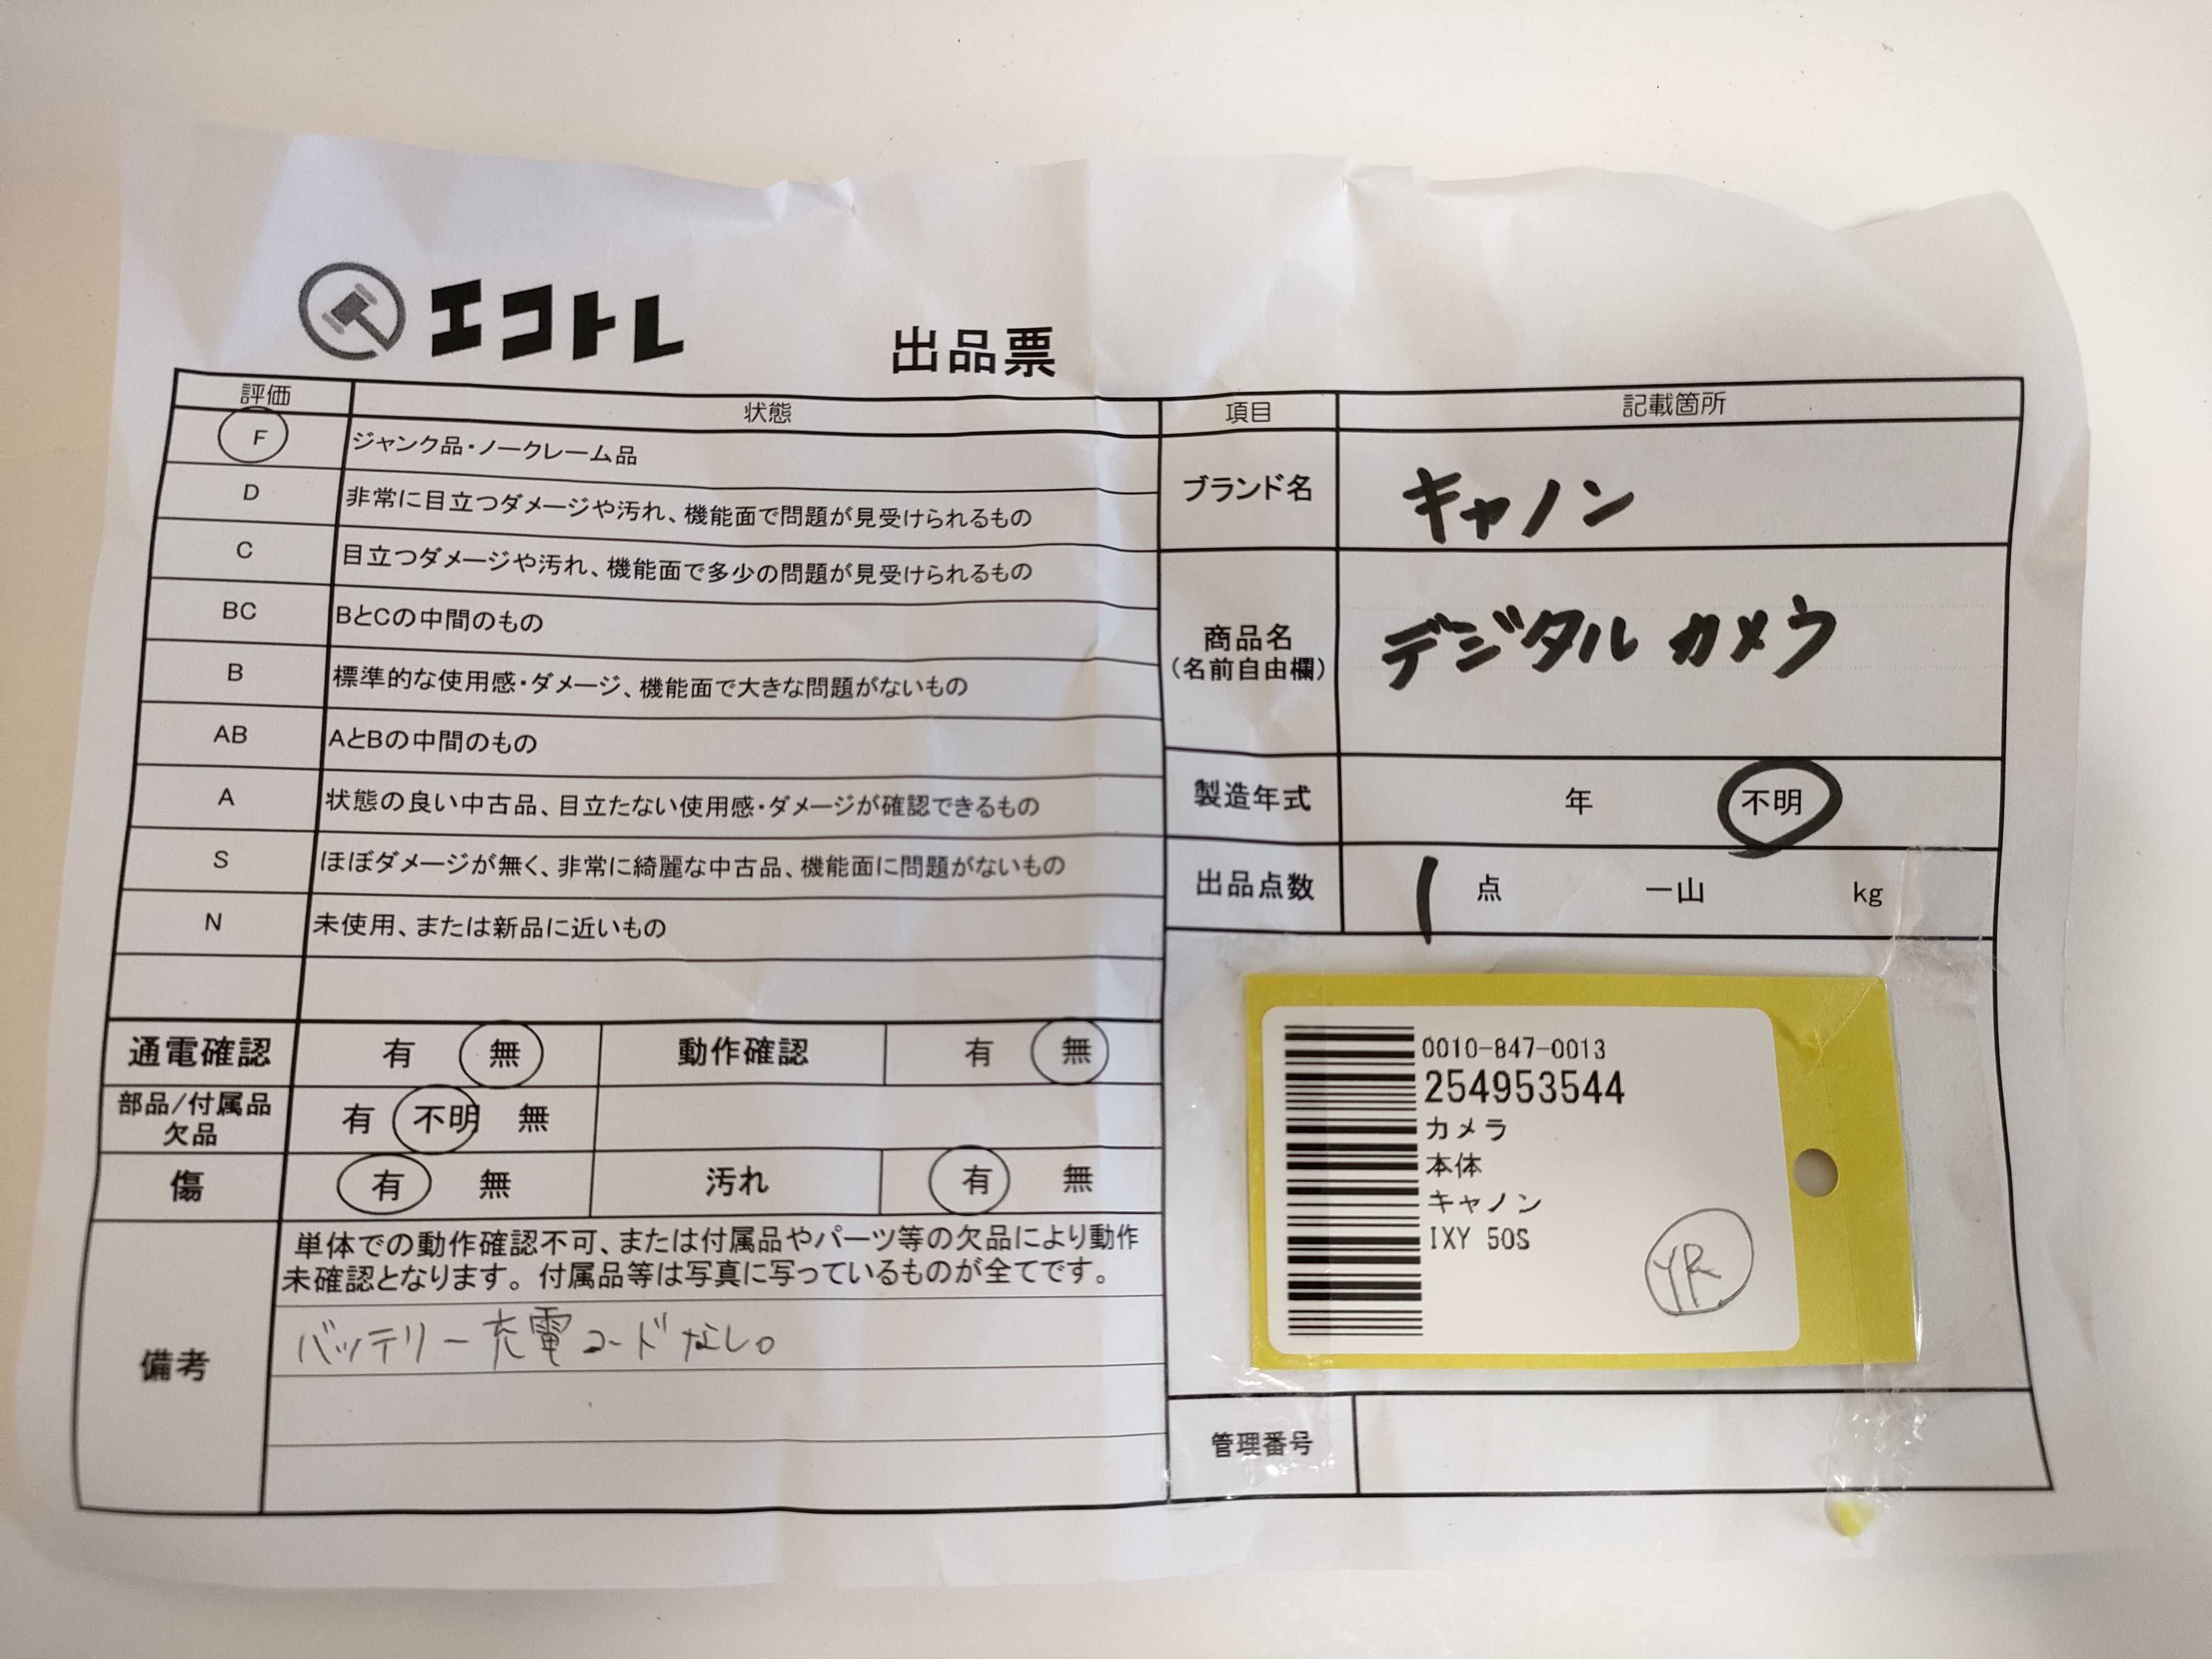 エコトレ
出品票
評価 状態
F ジャンク品・ノークレーム品
D 非常に目立つダメージや汚れ、機能面で問題が見受けられるもの
C 目立つダメージや汚れ、機能面で多少の問題が見受けられるもの
BC BとCの中間のもの
B 標準的な使用感・ダメージ、機能面で大きな問題がないもの
AB AとBの中間のもの
A 状態の良い中古品、目立たない使用感・ダメージが確認できるもの
S ほぼダメージが無く、非常に綺麗な中古品、機能面に問題がないもの
N 未使用、または新品に近いもの
通電確認 有 無 動作確認 有 無
部品/付属品
欠品 有 不明 無
傷 有 無 汚れ 有 無
備考
単体での動作確認不可、または付属品やパーツ等の欠品により動作
未確認となります。付属品等は写真に写っているものが全てです。
バッテリー充電コードなし。
項目 記載箇所
ブランド名 キャノン
商品名
(名前自由欄) デジタルカメラ
製造年式 年 不明
出品点数 1 点 一山 kg
0010-847-0013
254953544
カメラ
本体
キャノン
IXY 50S
YR
管理番号